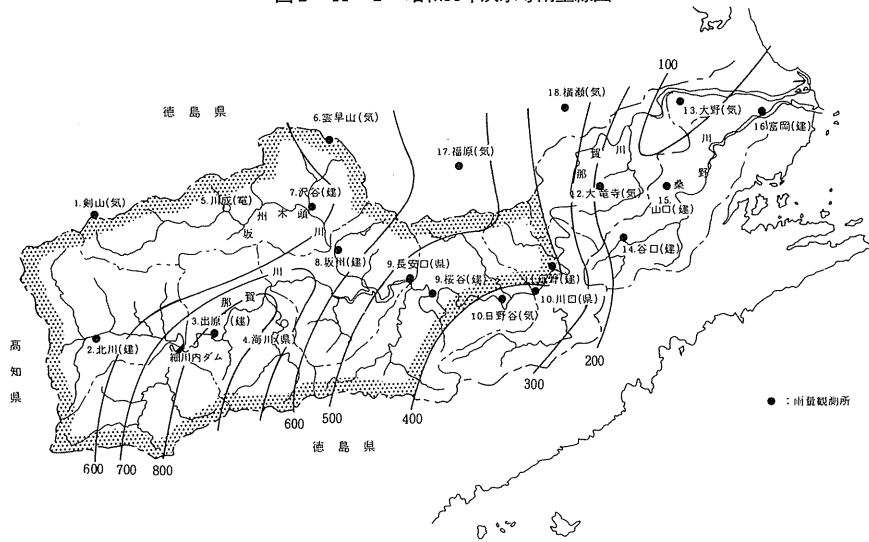 100
18.横瀬(気)
13.大野(気)
徳島県
6.雲早山(気)
16.富岡(建)
17.福原(気)
那賀川
桑野川
1.剣山(気)
5.川成(電)
7.沢谷(建)
12.太竜寺(気)
15.
山口(建)
坂州木頭川
14.谷口(建)
8.坂州(建)
9.長安口(県)
9.桜谷(建)
10.川口(県)
10.日野谷(気)
那賀川
3.出原(建)
4.海川(県)
2.北川(建)
細川内ダム
高知県
200
300
400
500
600
徳島県
600
700
800
● :雨量観測所